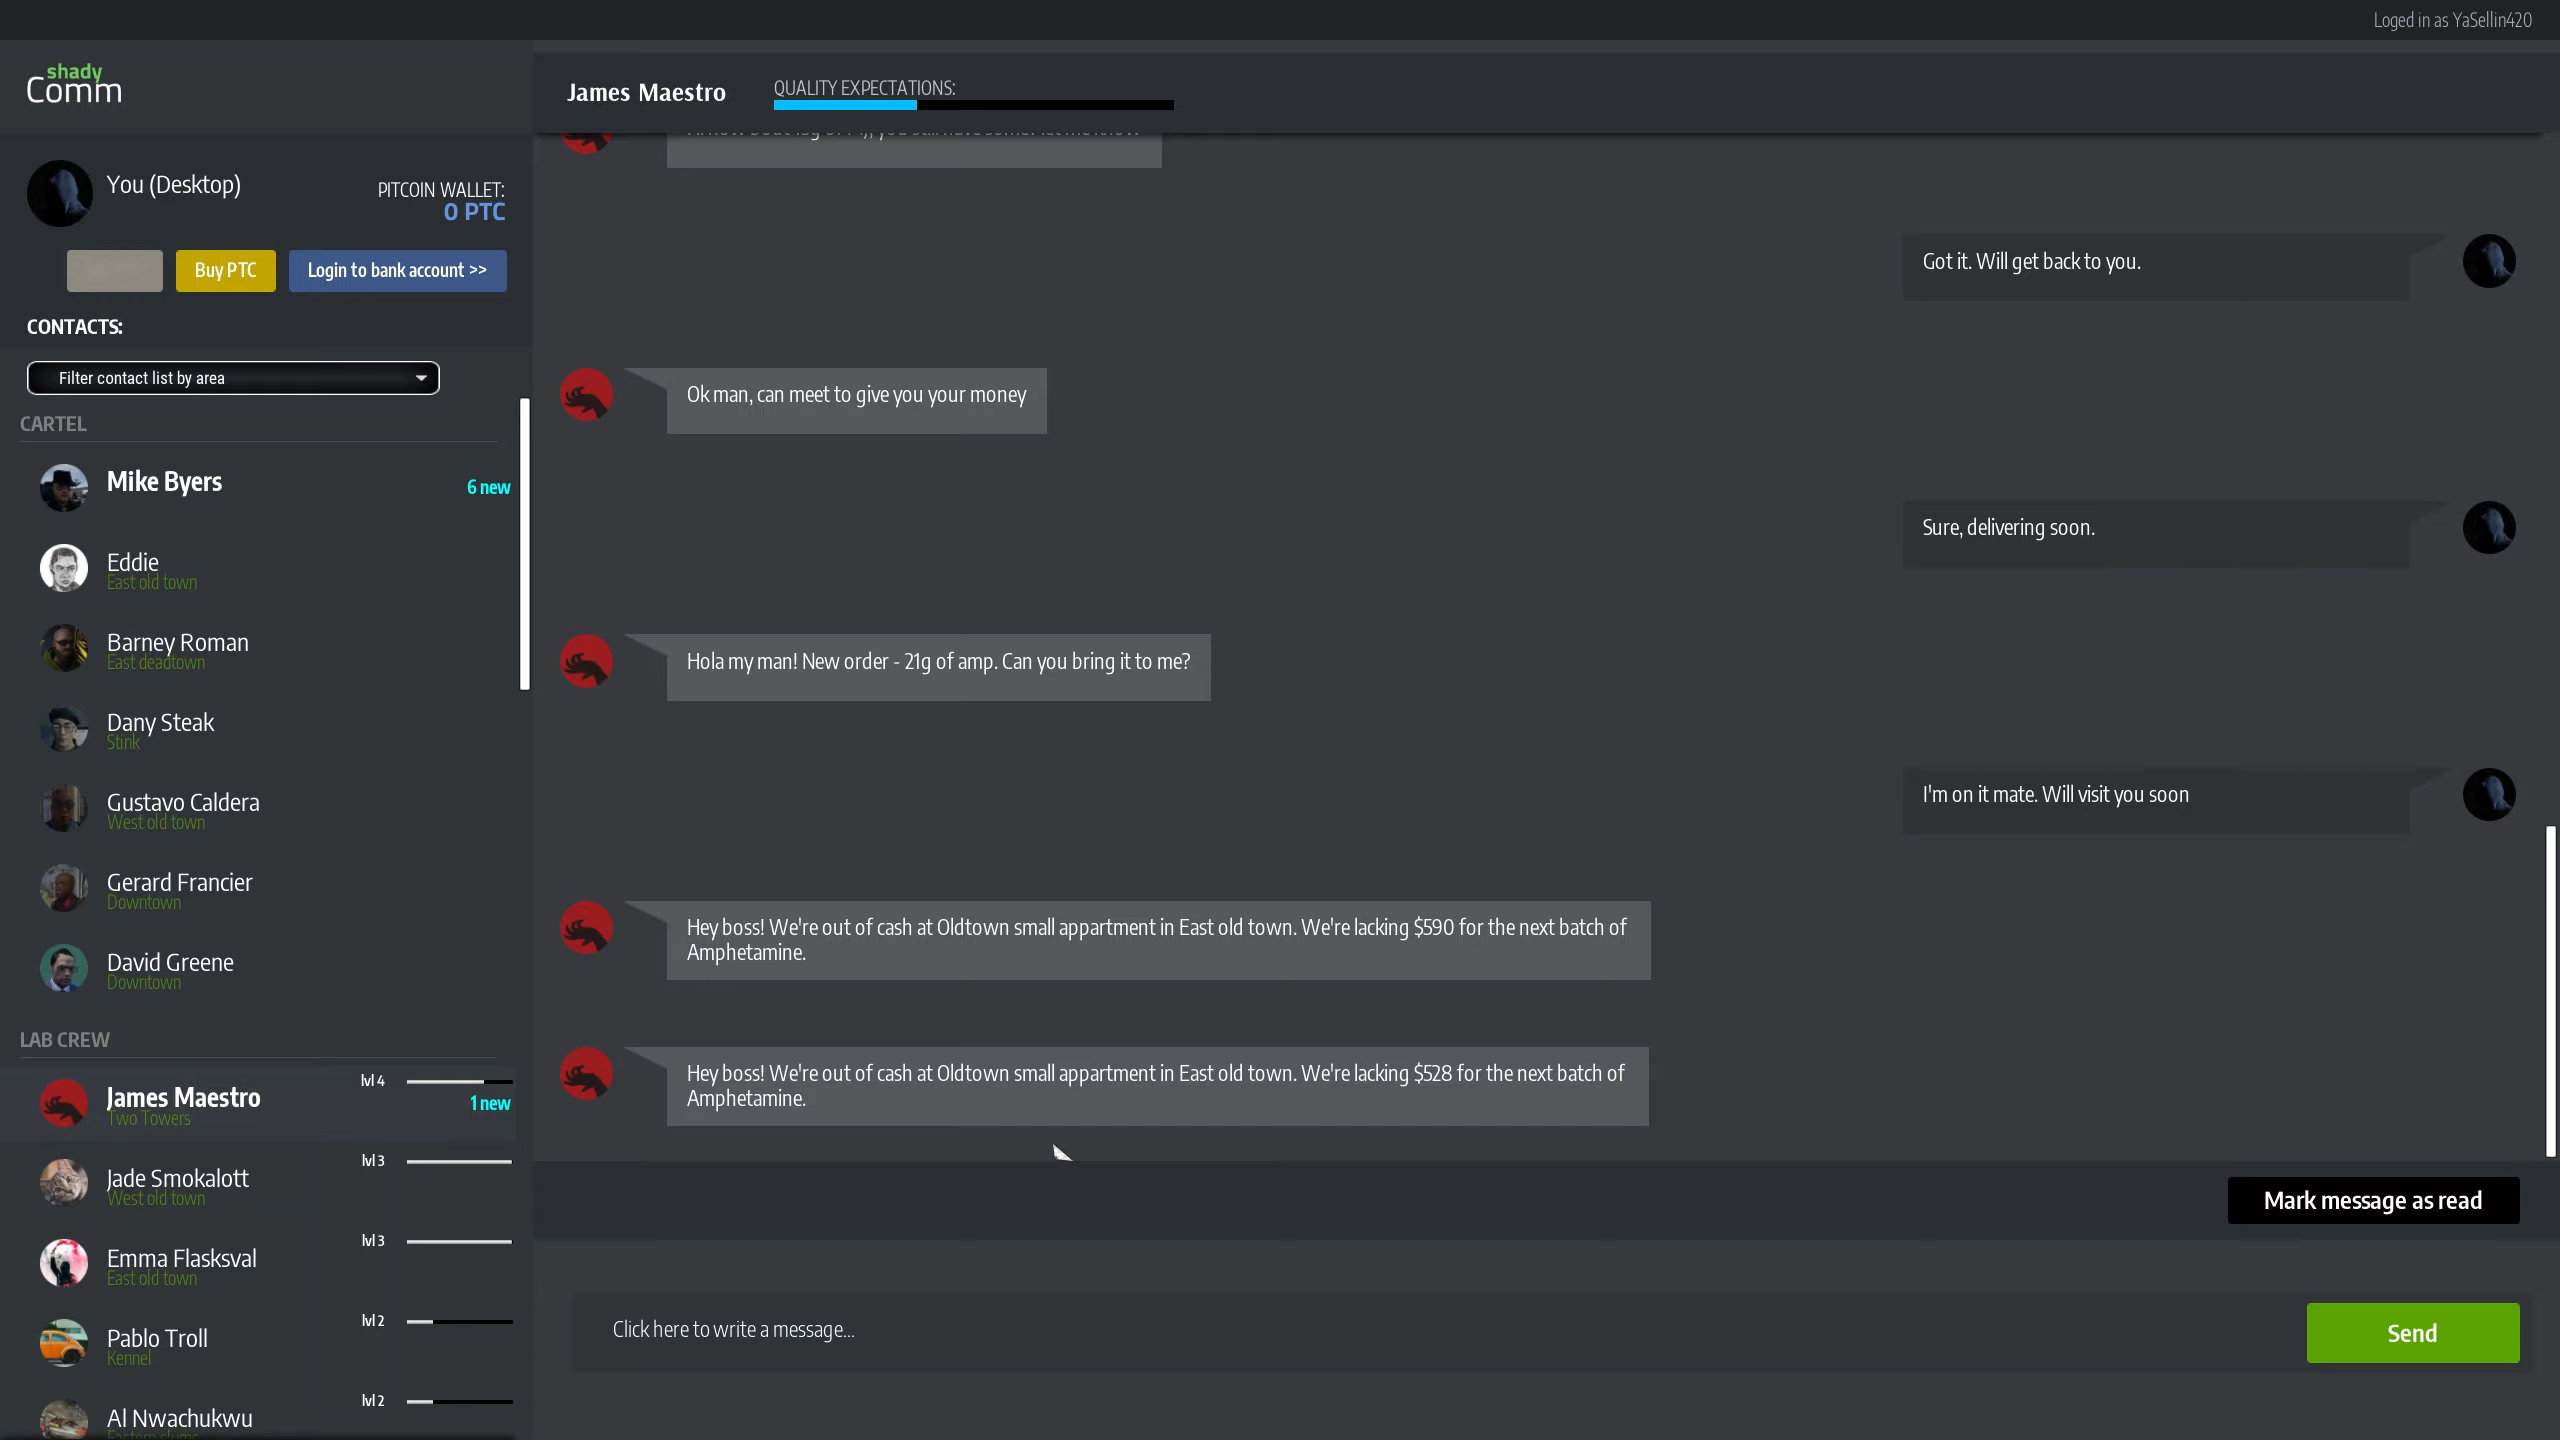 Loged in as YaSellin420
shady
Comm
You (Desktop)
PITCOIN WALLET:
0 PTC
Buy PTC
Login to bank account >>
CONTACTS:
Filter contact list by area
CARTEL
Mike Byers
6 new
Eddie
East old town
Barney Roman
East deadtown
Dany Steak
Stink
Gustavo Caldera
West old town
Gerard Francier
Downtown
David Greene
Downtown
LAB CREW
James Maestro
lvl 4
Two Towers
1 new
Jade Smokalott
lvl 3
West old town
Emma Flasksval
lvl 3
East old town
Pablo Troll
lvl 2
Kennel
Al Nwachukwu
lvl 2
Eastern slums
James Maestro
QUALITY EXPECTATIONS:
Got it. Will get back to you.
Ok man, can meet to give you your money
Sure, delivering soon.
Hola my man! New order - 21g of amp. Can you bring it to me?
I'm on it mate. Will visit you soon
Hey boss! We're out of cash at Oldtown small appartment in East old town. We're lacking $590 for the next batch of
Amphetamine.
Hey boss! We're out of cash at Oldtown small appartment in East old town. We're lacking $528 for the next batch of
Amphetamine.
Mark message as read
Click here to write a message...
Send